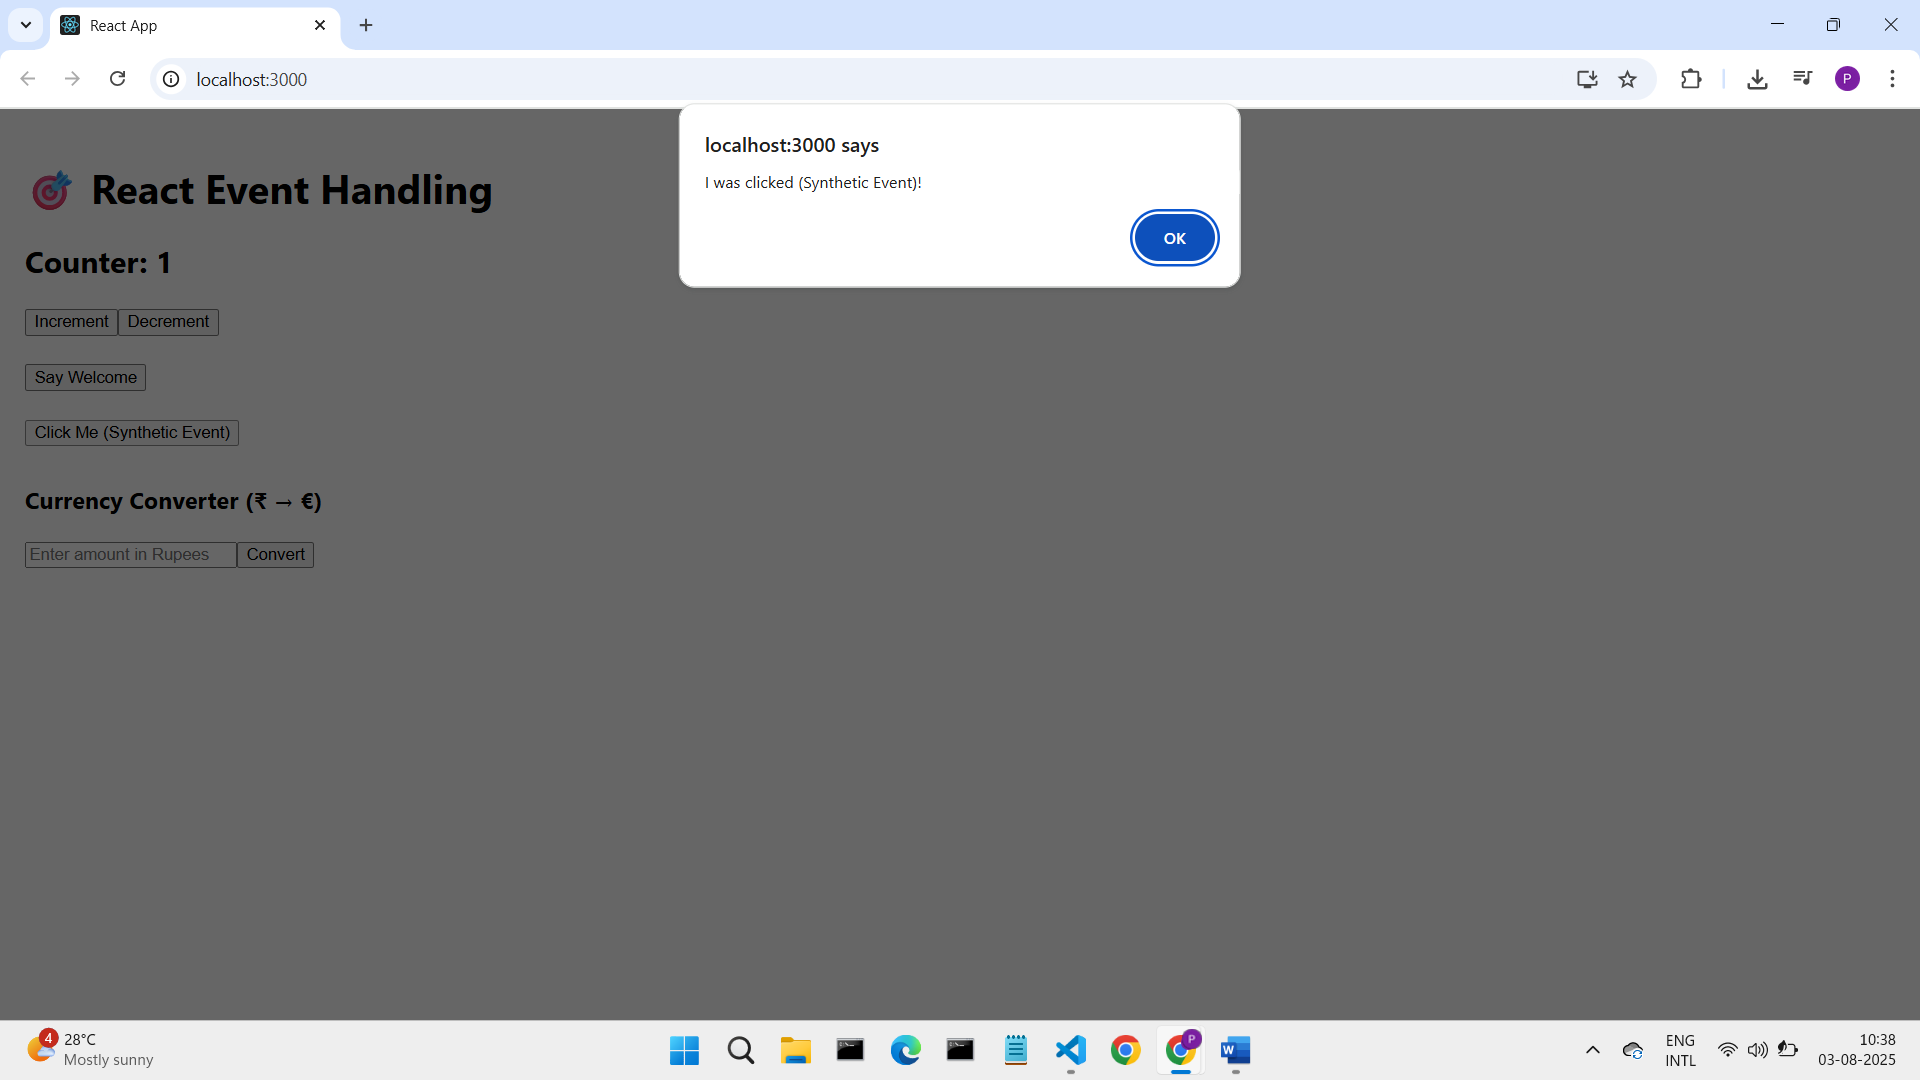 React App
localhost:3000
P
localhost:3000 says
I was clicked (Synthetic Event)!
OK
React Event Handling
Counter: 1
Increment Decrement
Say Welcome
Click Me (Synthetic Event)
Currency Converter (₹ → €)
Enter amount in Rupees Convert
4
28°C
Mostly sunny
P
W
ENG
INTL
10:38
03-08-2025